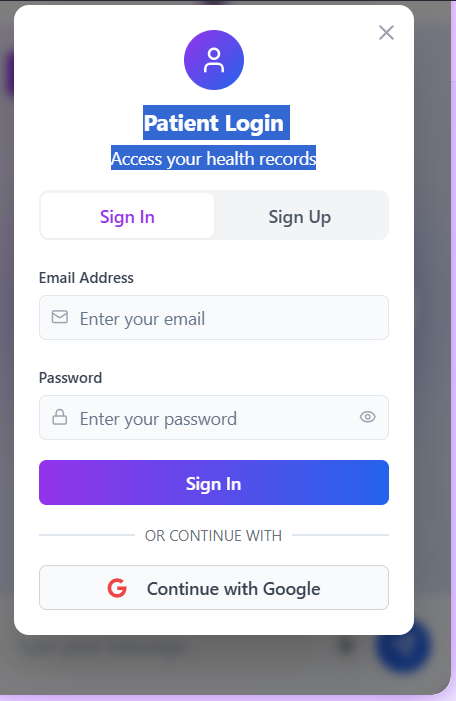 Patient Login
Access your health records
Sign In
Sign Up
Email Address
Enter your email
Password
Enter your password
Sign In
OR CONTINUE WITH
Continue with Google